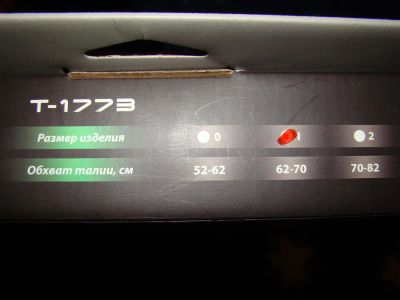 T-1773
Размер изделия 0 1 2
Обхват талии, см 52-62 62-70 70-82